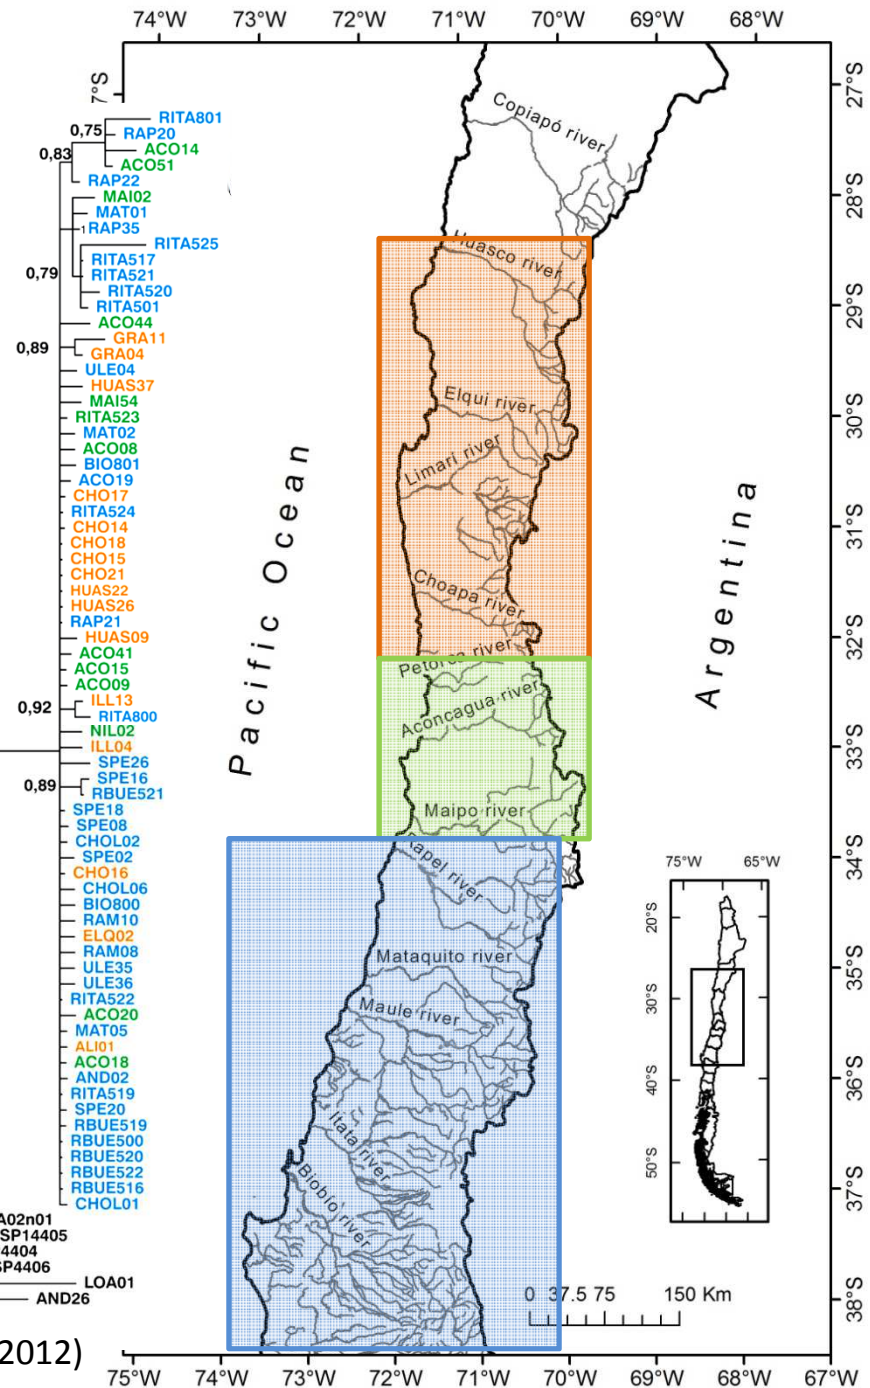 74°W 73°W 72°W 71°W 70°W 69°W 68°W
7°S
27°S
28°S
29°S
30°S
31°S
32°S
33°S
34°S
35°S
36°S
37°S
38°S
RITA801
0,75
RAP20
0,83
ACO14
ACO51
RAP22
MAI02
MAT01
1
RAP35
RITA525
RITA517
0,79
RITA521
RITA520
RITA501
ACO44
GRA11
0,89
GRA04
ULE04
HUAS37
MAI54
RITA523
MAT02
ACO08
BIO801
ACO19
CHO17
RITA524
CHO14
CHO18
CHO15
CHO21
HUAS22
HUAS26
RAP21
HUAS09
ACO41
ACO15
ACO09
ILL13
0,92
RITA800
NIL02
ILL04
SPE26
SPE16
0,89
RBUE521
SPE18
SPE08
CHOL02
SPE02
CHO16
CHOL06
BIO800
RAM10
ELQ02
RAM08
ULE35
ULE36
RITA522
ACO20
MAT05
ALI01
ACO18
AND02
RITA519
SPE20
RBUE519
RBUE500
RBUE520
RBUE522
RBUE516
CHOL01
A02n01
SP14405
4404
SP4406
LOA01
AND26
2012)
Pacific Ocean
Argentina
Copiapó river
Huasco river
Elqui river
Limari river
Choapa river
Petorca river
Aconcagua river
Maipo river
Rapel river
Mataquito river
Maule river
Itata river
Biobío river
75°W 65°W
20°S
30°S
40°S
50°S
0 37.5 75 150 Km
75°W 74°W 73°W 72°W 71°W 70°W 69°W 68°W 67°W